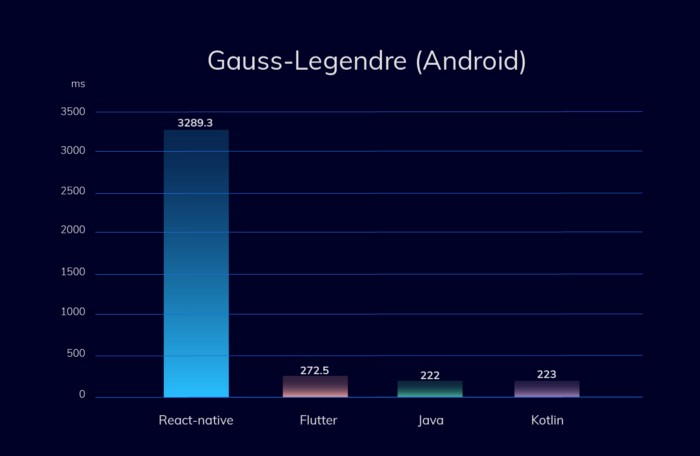 Gauss-Legendre (Android)
ms
3500
3289.3
3000
2500
2000
1500
1000
500
272.5
222
223
0
React-native
Flutter
Java
Kotlin